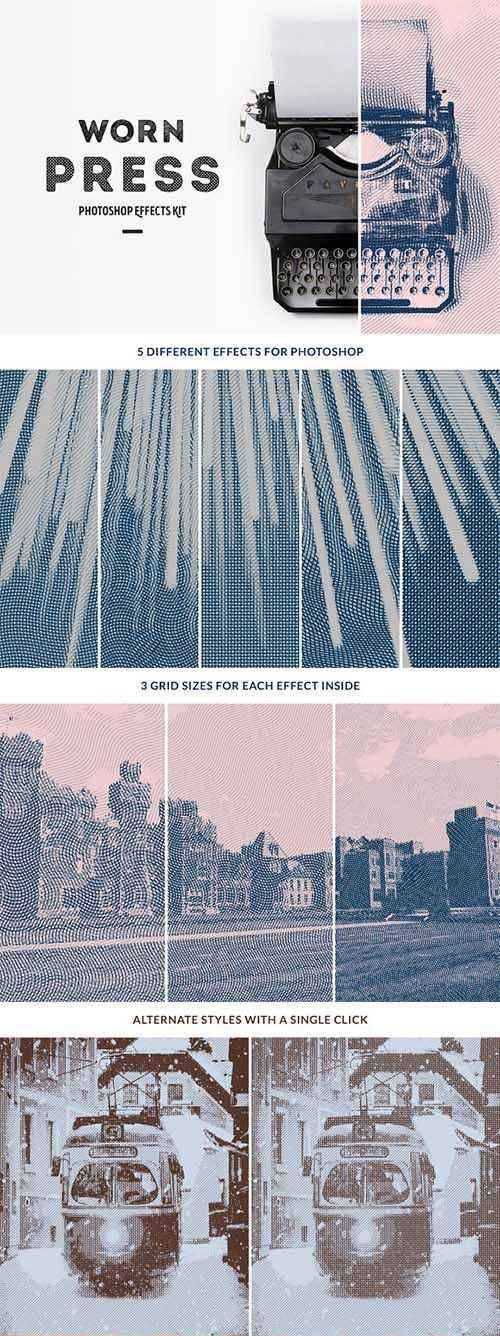 WORN
PRESS
PHOTOSHOP EFFECTS KIT
5 DIFFERENT EFFECTS FOR PHOTOSHOP
3 GRID SIZES FOR EACH EFFECT INSIDE
ALTERNATE STYLES WITH A SINGLE CLICK